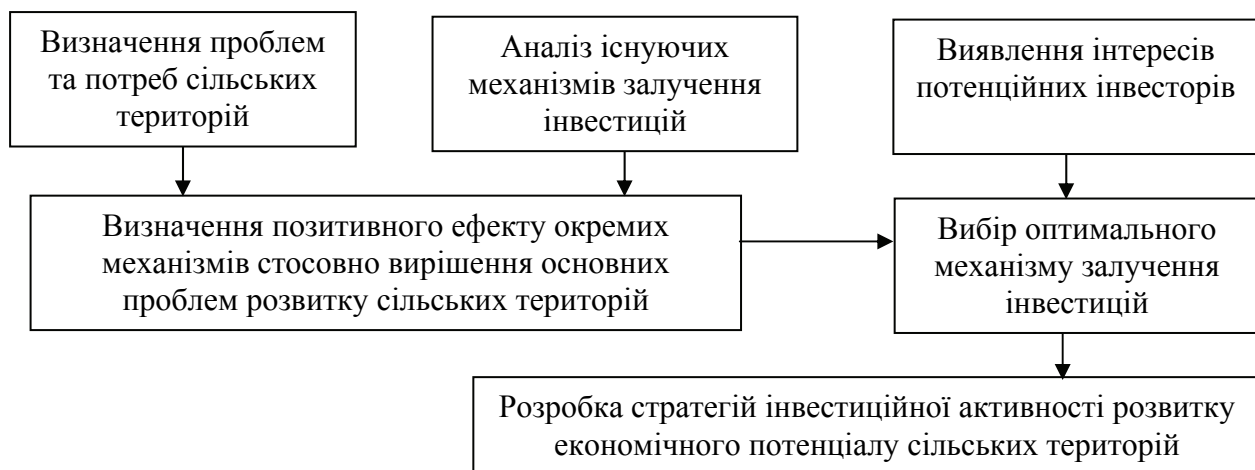 Визначення проблем
та потреб сільських
територій
Аналіз існуючих
механізмів залучення
інвестицій
Виявлення інтересів
потенційних інвесторів
Визначення позитивного ефекту окремих
механізмів стосовно вирішення основних
проблем розвитку сільських територій
Вибір оптимального
механізму залучення
інвестицій
Розробка стратегій інвестиційної активності розвитку
економічного потенціалу сільських територій